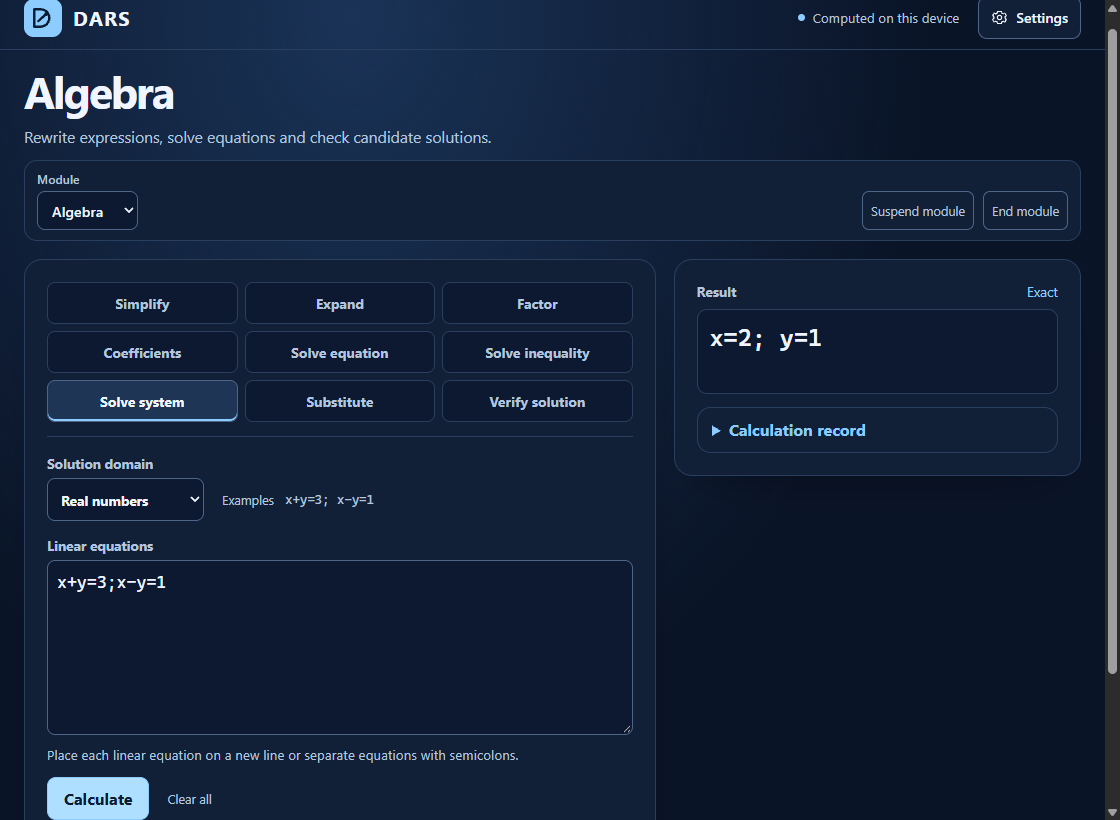 DARS
Computed on this device
Settings
Algebra
Rewrite expressions, solve equations and check candidate solutions.
Module
Algebra
Suspend module
End module
Simplify
Expand
Factor
Coefficients
Solve equation
Solve inequality
Solve system
Substitute
Verify solution
Solution domain
Real numbers
Examples x+y=3; x−y=1
Linear equations
x+y=3;x−y=1
Place each linear equation on a new line or separate equations with semicolons.
Calculate
Clear all
Result
Exact
x=2; y=1
Calculation record